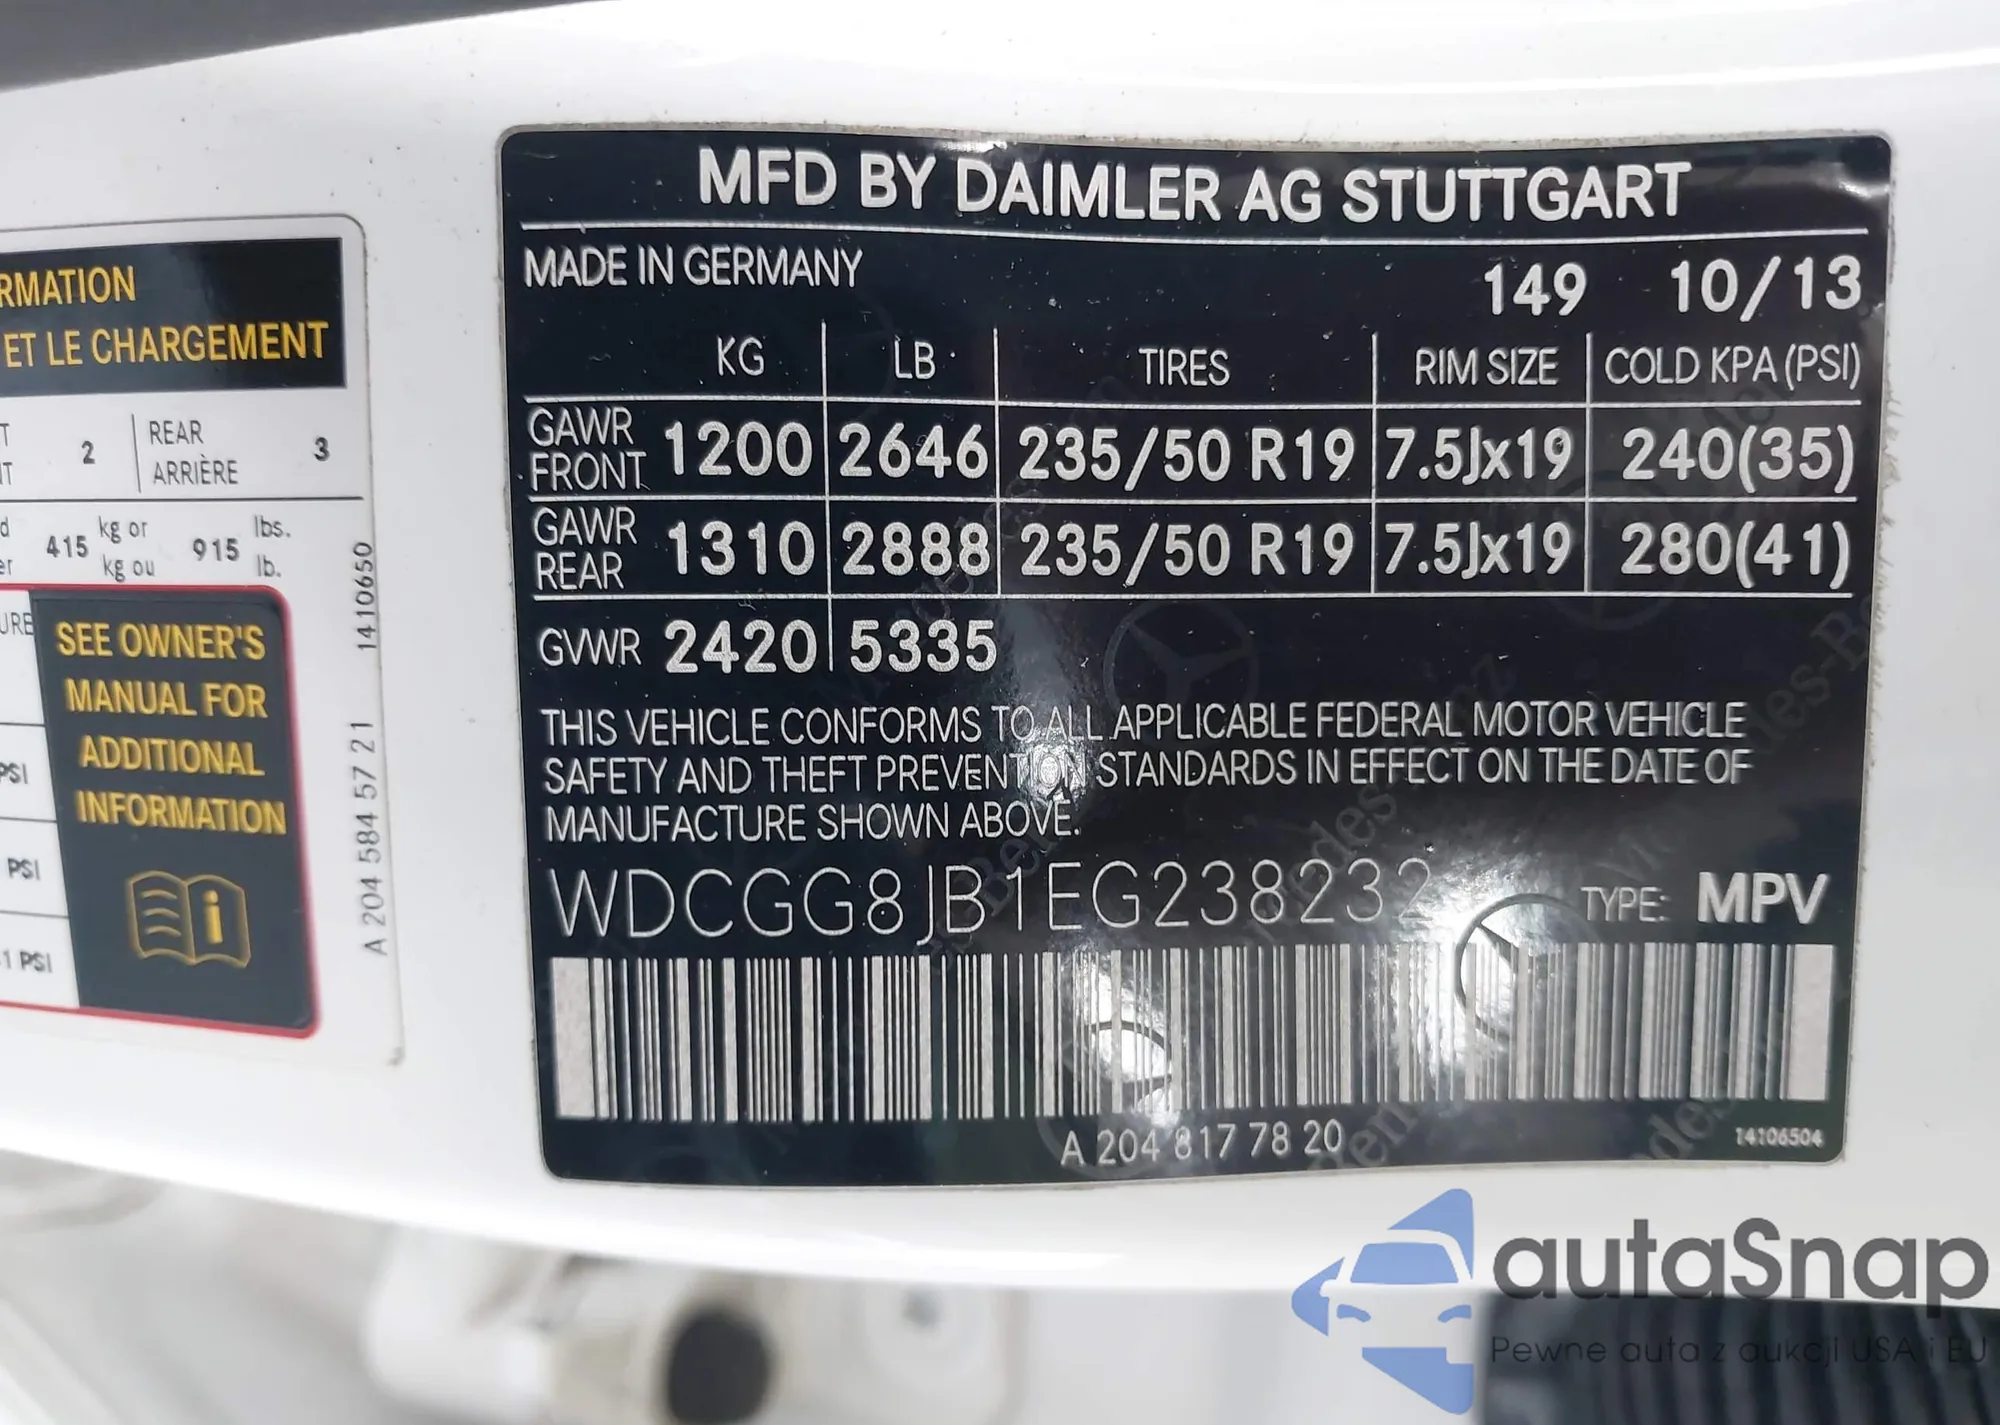 RMATION
ET LE CHARGEMENT
2
REAR
ARRIÈRE
3
415
kg or
kg ou
915
lbs.
lb.
SEE OWNER'S
MANUAL FOR
ADDITIONAL
INFORMATION
PSI
PSI
1 PSI
A 204 584 57 21
1410650
MFD BY DAIMLER AG STUTTGART
MADE IN GERMANY
149 10/13
KG LB TIRES RIM SIZE COLD KPA (PSI)
GAWR FRONT 1200 2646 235/50 R19 7.5Jx19 240(35)
GAWR REAR 1310 2888 235/50 R19 7.5Jx19 280(41)
GVWR 2420 5335
THIS VEHICLE CONFORMS TO ALL APPLICABLE FEDERAL MOTOR VEHICLE
SAFETY AND THEFT PREVENTION STANDARDS IN EFFECT ON THE DATE OF
MANUFACTURE SHOWN ABOVE.
WDCGG8JB1EG238232 TYPE: MPV
A 204 817 78 20
14106504
autaSnap
Pewne auta z aukcji USA i EU